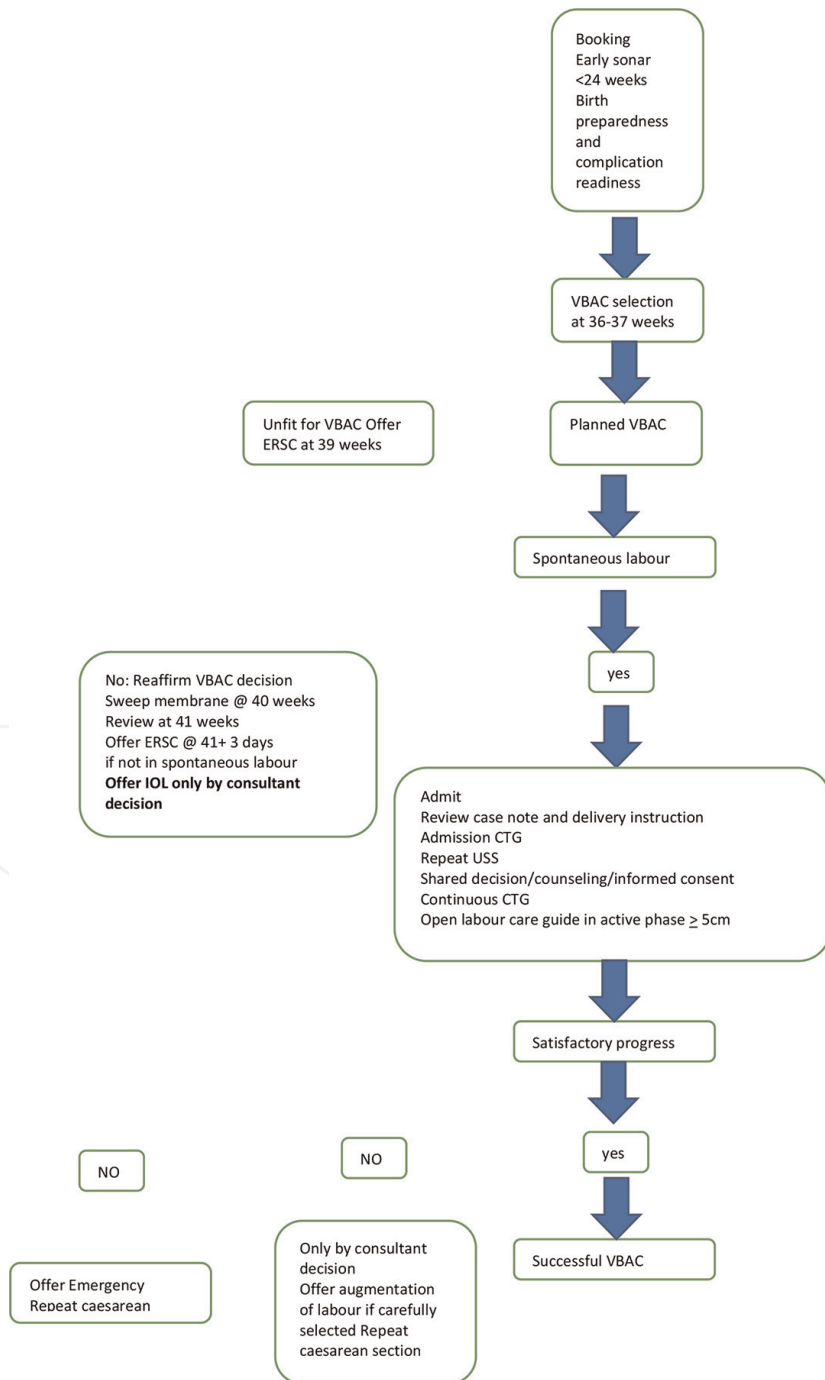 Booking
Early sonar
<24 weeks
Birth
preparedness
and
complication
readiness
VBAC selection
at 36-37 weeks
Unfit for VBAC Offer
ERSC at 39 weeks
Planned VBAC
Spontaneous labour
yes
No: Reaffirm VBAC decision
Sweep membrane @ 40 weeks
Review at 41 weeks
Offer ERSC @ 41+ 3 days
if not in spontaneous labour
Offer IOL only by consultant
decision
Admit
Review case note and delivery instruction
Admission CTG
Repeat USS
Shared decision/counseling/informed consent
Continuous CTG
Open labour care guide in active phase ≥ 5cm
Satisfactory progress
NO
NO
yes
Offer Emergency
Repeat caesarean
Only by consultant
decision
Offer augmentation
of labour if carefully
selected Repeat
caesarean section
Successful VBAC